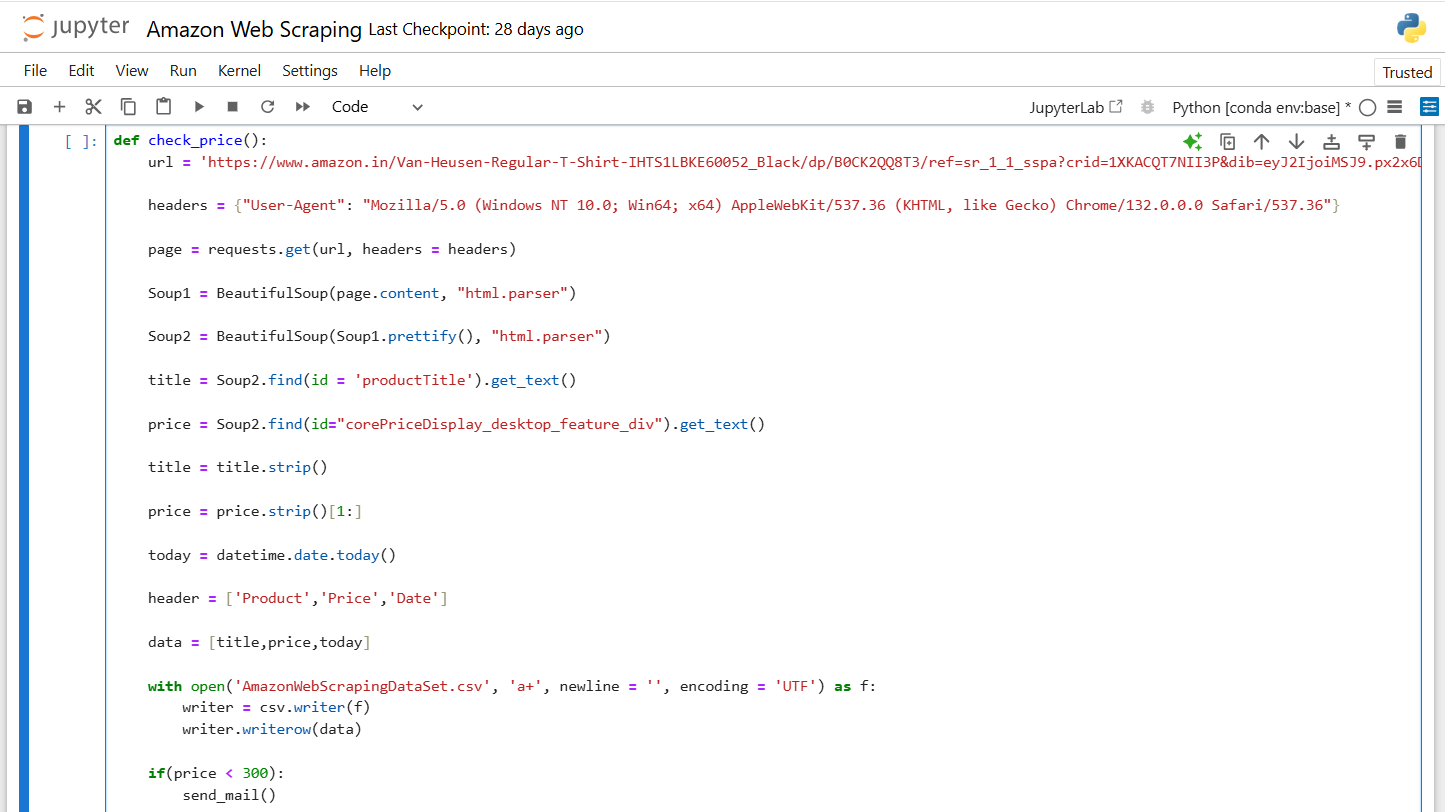 jupyter Amazon Web Scraping Last Checkpoint: 28 days ago
File Edit View Run Kernel Settings Help
Trusted
Code JupyterLab Python [conda env:base] *
[ ]: def check_price():
url = 'https://www.amazon.in/Van-Heusen-Regular-T-Shirt-IHTS1LBKE60052_Black/dp/B0CK2QQ8T3/ref=sr_1_1_sspa?crid=1XKACQT7NII3P&dib=eyJ2IjoiMSJ9.px2x6D
headers = {"User-Agent": "Mozilla/5.0 (Windows NT 10.0; Win64; x64) AppleWebKit/537.36 (KHTML, like Gecko) Chrome/132.0.0.0 Safari/537.36"}
page = requests.get(url, headers = headers)
Soup1 = BeautifulSoup(page.content, "html.parser")
Soup2 = BeautifulSoup(Soup1.prettify(), "html.parser")
title = Soup2.find(id = 'productTitle').get_text()
price = Soup2.find(id="corePriceDisplay_desktop_feature_div").get_text()
title = title.strip()
price = price.strip()[1:]
today = datetime.date.today()
header = ['Product','Price','Date']
data = [title,price,today]
with open('AmazonWebScrapingDataSet.csv', 'a+', newline = '', encoding = 'UTF') as f:
writer = csv.writer(f)
writer.writerow(data)
if(price < 300):
send_mail()